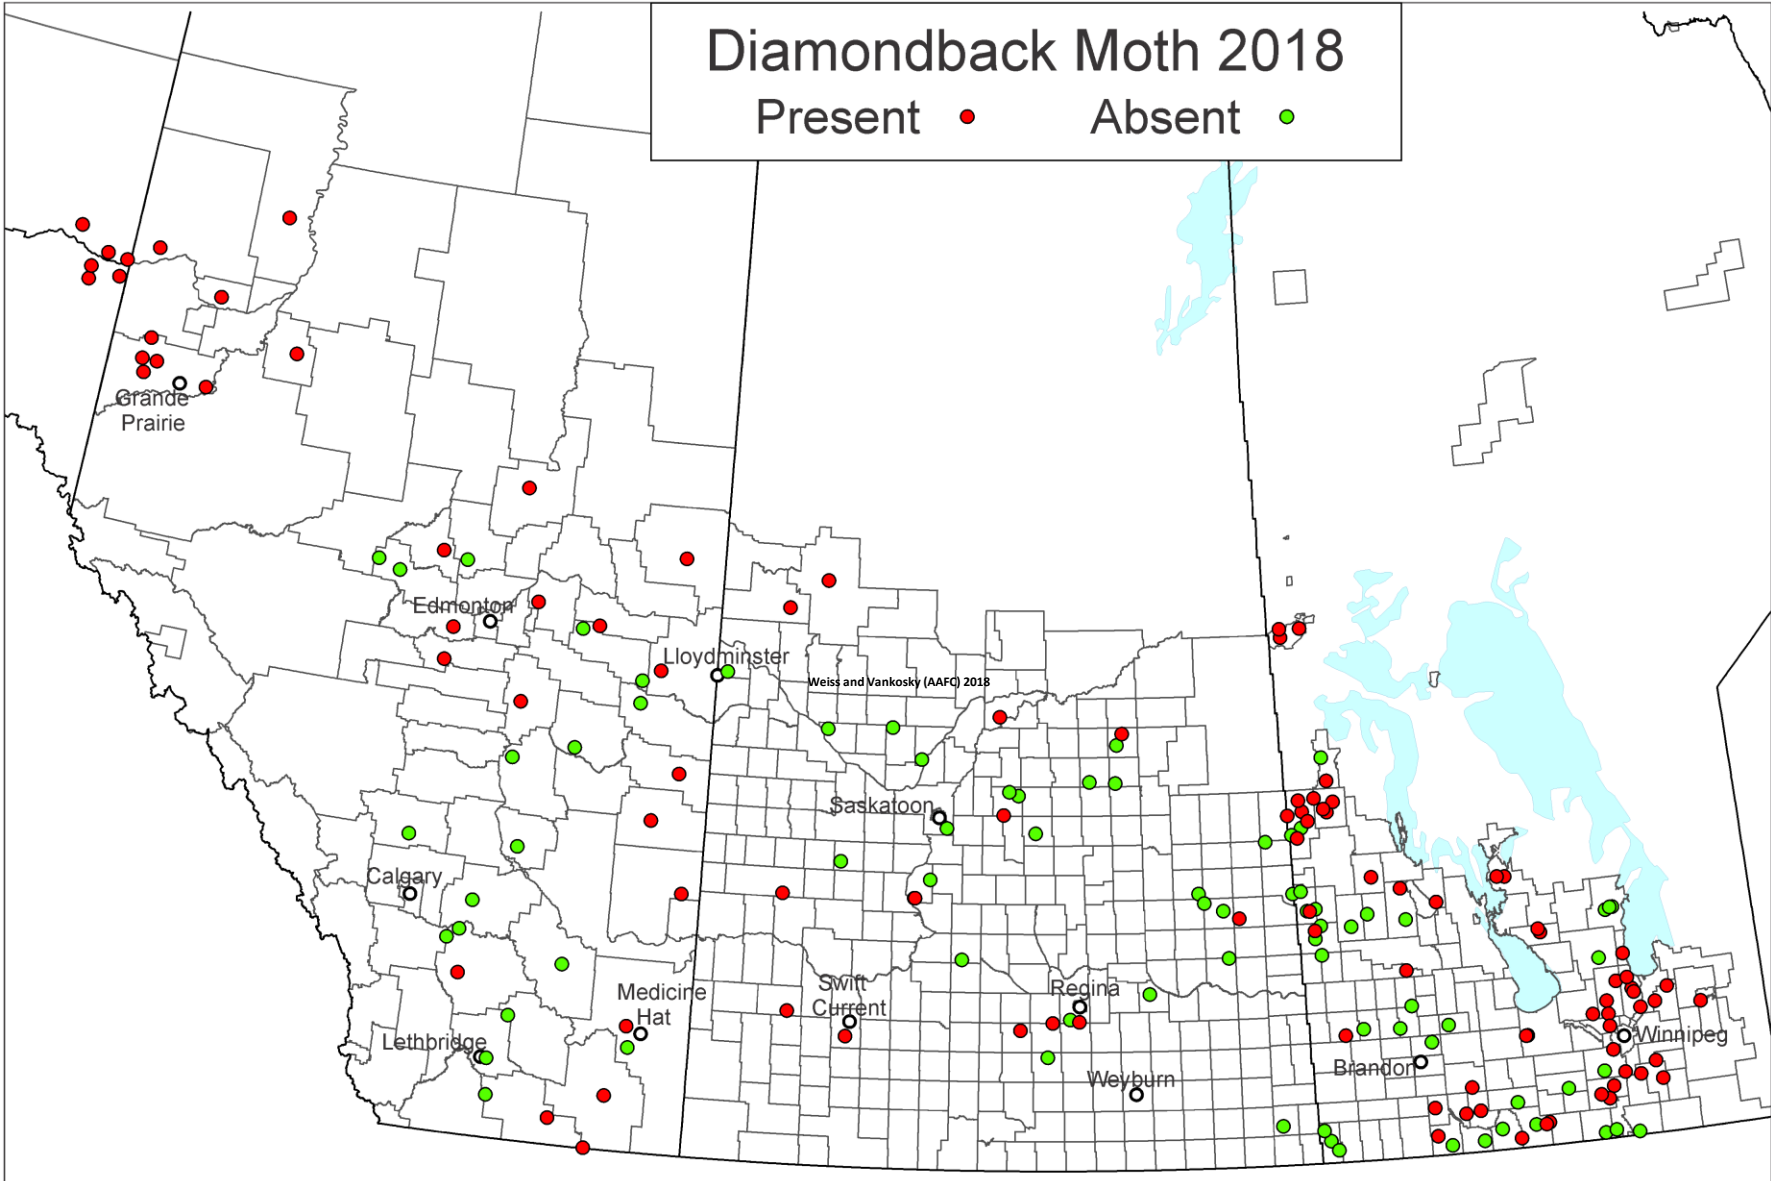 Diamondback Moth 2018
Present Absent
Grande
Prairie
Edmonton
Lloydminster
Weiss and Vankosky (AAFC) 2018
Saskatoon
Calgary
Medicine
Hat
Swift
Current
Regina
Lethbridge
Winnipeg
Brandon
Weyburn